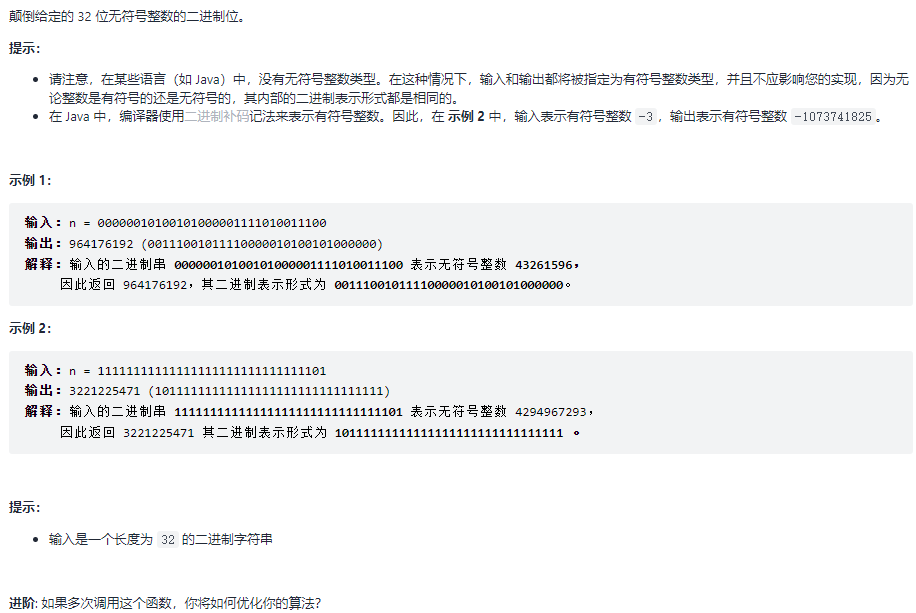 颠倒给定的 32 位无符号整数的二进制位。
提示：
• 请注意，在某些语言（如 Java）中，没有无符号整数类型。在这种情况下，输入和输出都将被指定为有符号整数类型，并且不应影响您的实现，因为无
论整数是有符号的还是无符号的，其内部的二进制表示形式都是相同的。
• 在 Java 中，编译器使用二进制补码记法来表示有符号整数。因此，在 示例 2 中，输入表示有符号整数 -3，输出表示有符号整数 -1073741825。
示例 1：
输入：n = 00000010100101000001111010011100
输出：964176192 (00111001011110000010100101000000)
解释：输入的二进制串 00000010100101000001111010011100 表示无符号整数 43261596，
因此返回 964176192，其二进制表示形式为 00111001011110000010100101000000。
示例 2：
输入：n = 11111111111111111111111111111101
输出：3221225471 (10111111111111111111111111111111)
解释：输入的二进制串 11111111111111111111111111111101 表示无符号整数 4294967293，
因此返回 3221225471 其二进制表示形式为 10111111111111111111111111111111 。
提示：
• 输入是一个长度为 32 的二进制字符串
进阶: 如果多次调用这个函数，你将如何优化你的算法？